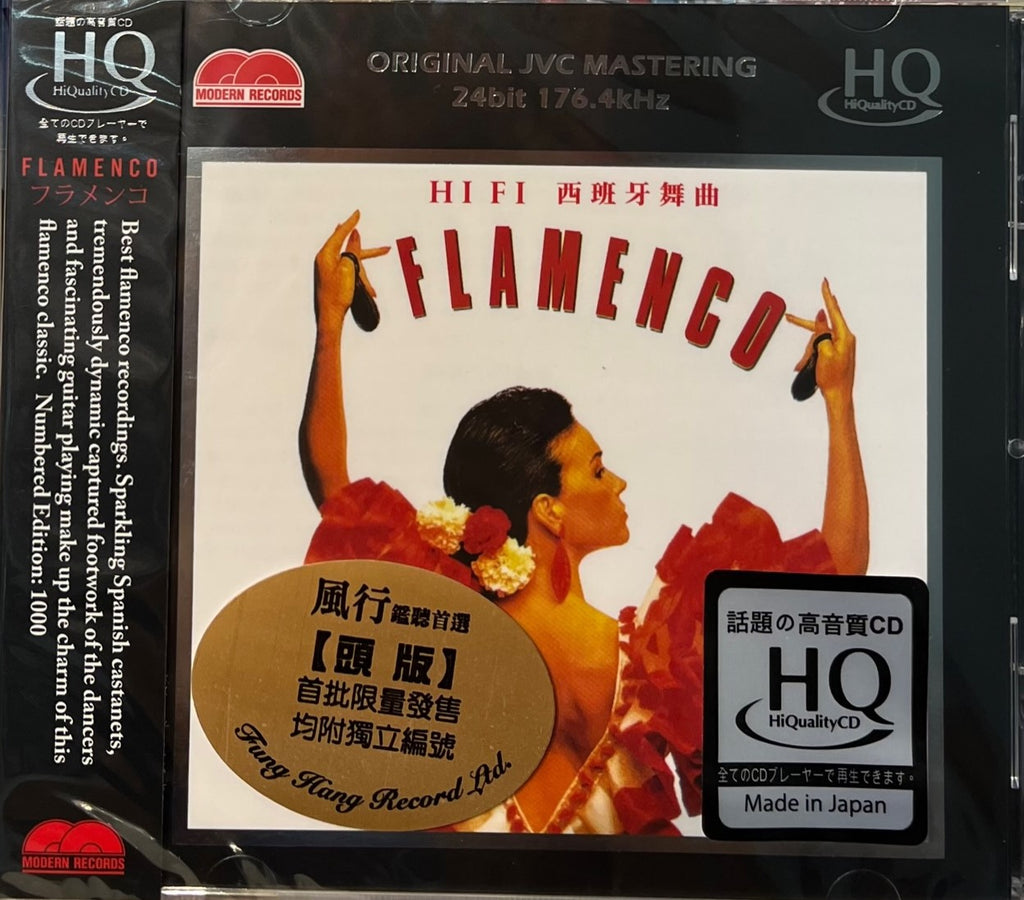 話題の高音質CD
HQ
HiQualityCD
全てのCDプレーヤーで
再生できます。
FLAMENCO
フラメンコ
Best flamenco recordings. Sparkling Spanish castanets,
tremendously dynamic captured footwork of the dancers
and fascinating guitar playing make up the charm of this
flamenco classic. Numbered Edition: 1000
MODERN RECORDS
MODERN RECORDS
ORIGINAL JVC MASTERING
24bit 176.4kHz
HQ
HiQualityCD
HI FI 西班牙舞曲
FLAMENCO
風行鑑聽首選
【頭版】
首批限量發售
均附獨立編號
Fung Hang Record Ltd.
話題の高音質CD
HQ
HiQualityCD
全てのCDプレーヤーで再生できます。
Made in Japan